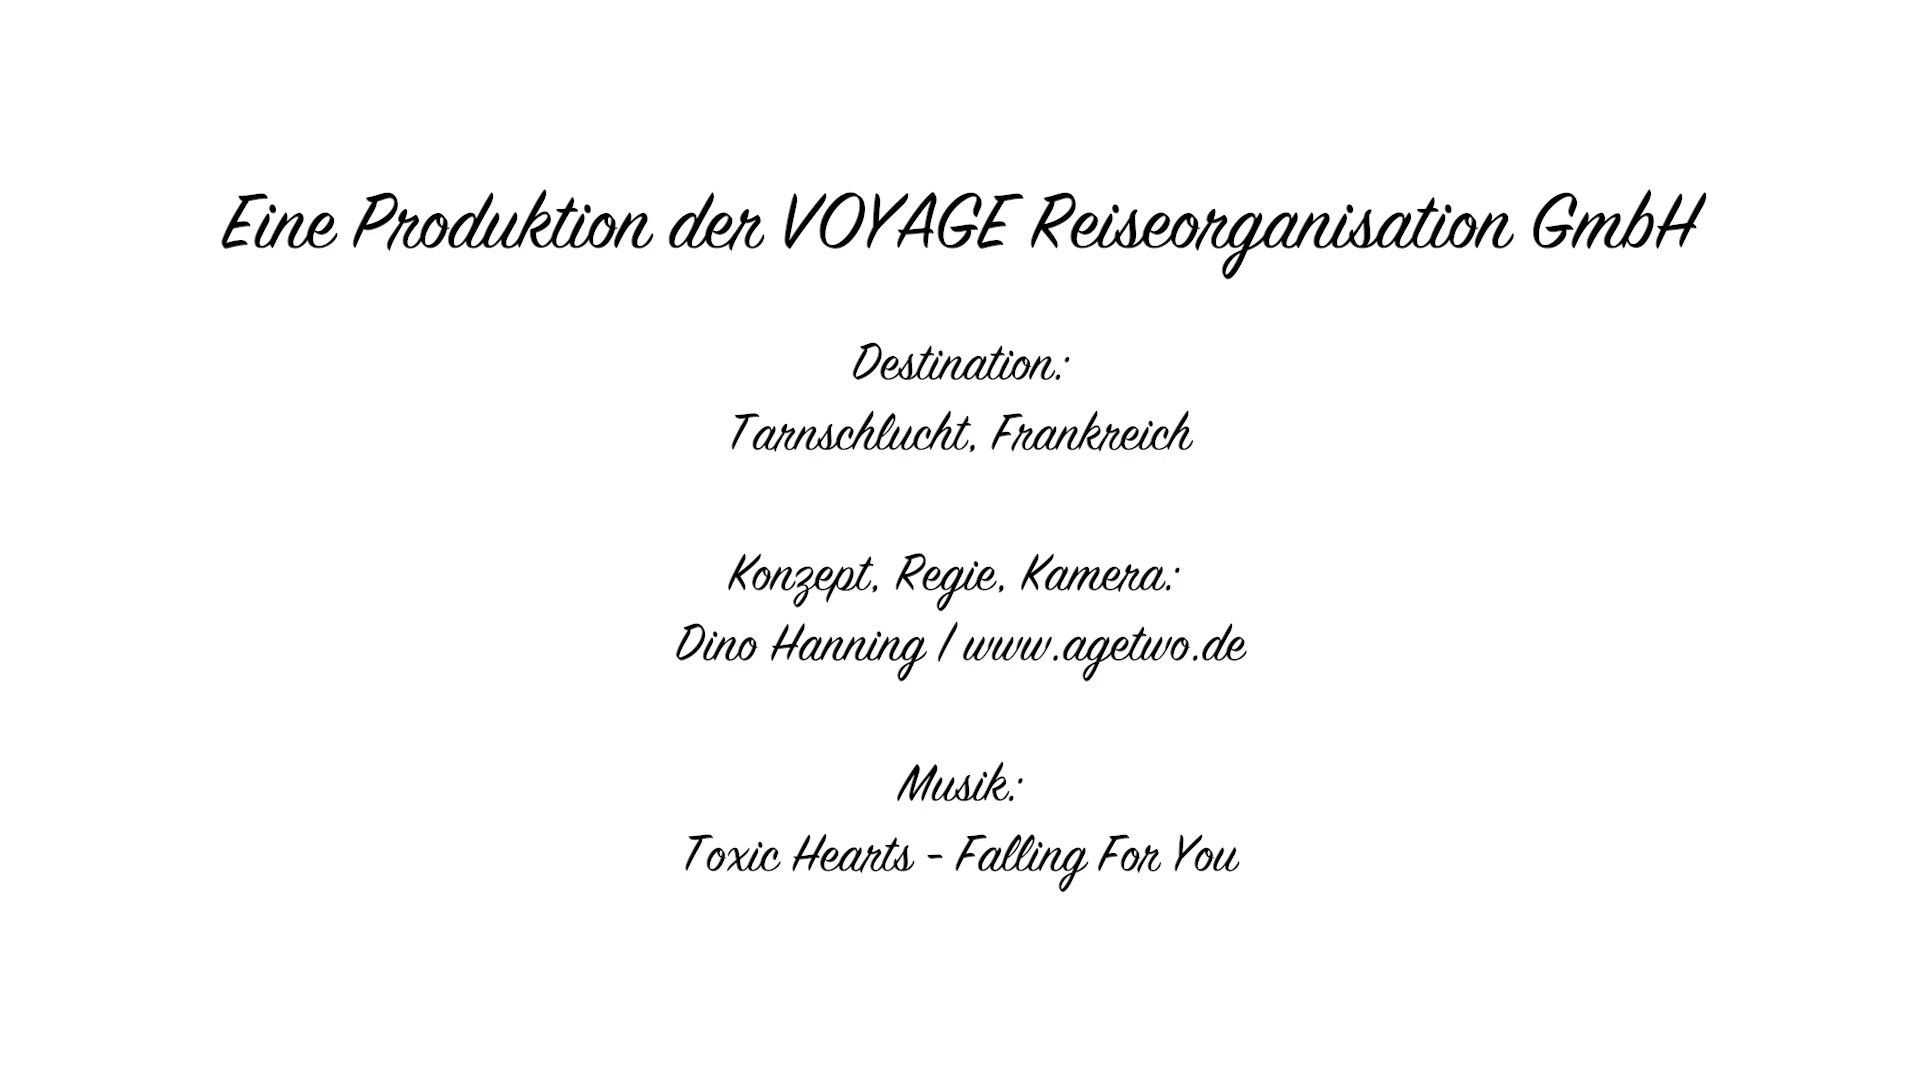 Eine Produktion der VOYAGE Reiseorganisation GmbH
Destination:
Tarnschlucht, Frankreich
Konzept, Regie, Kamera:
Dino Hanning / www.agetwo.de
Musik:
Toxic Hearts - Falling For You